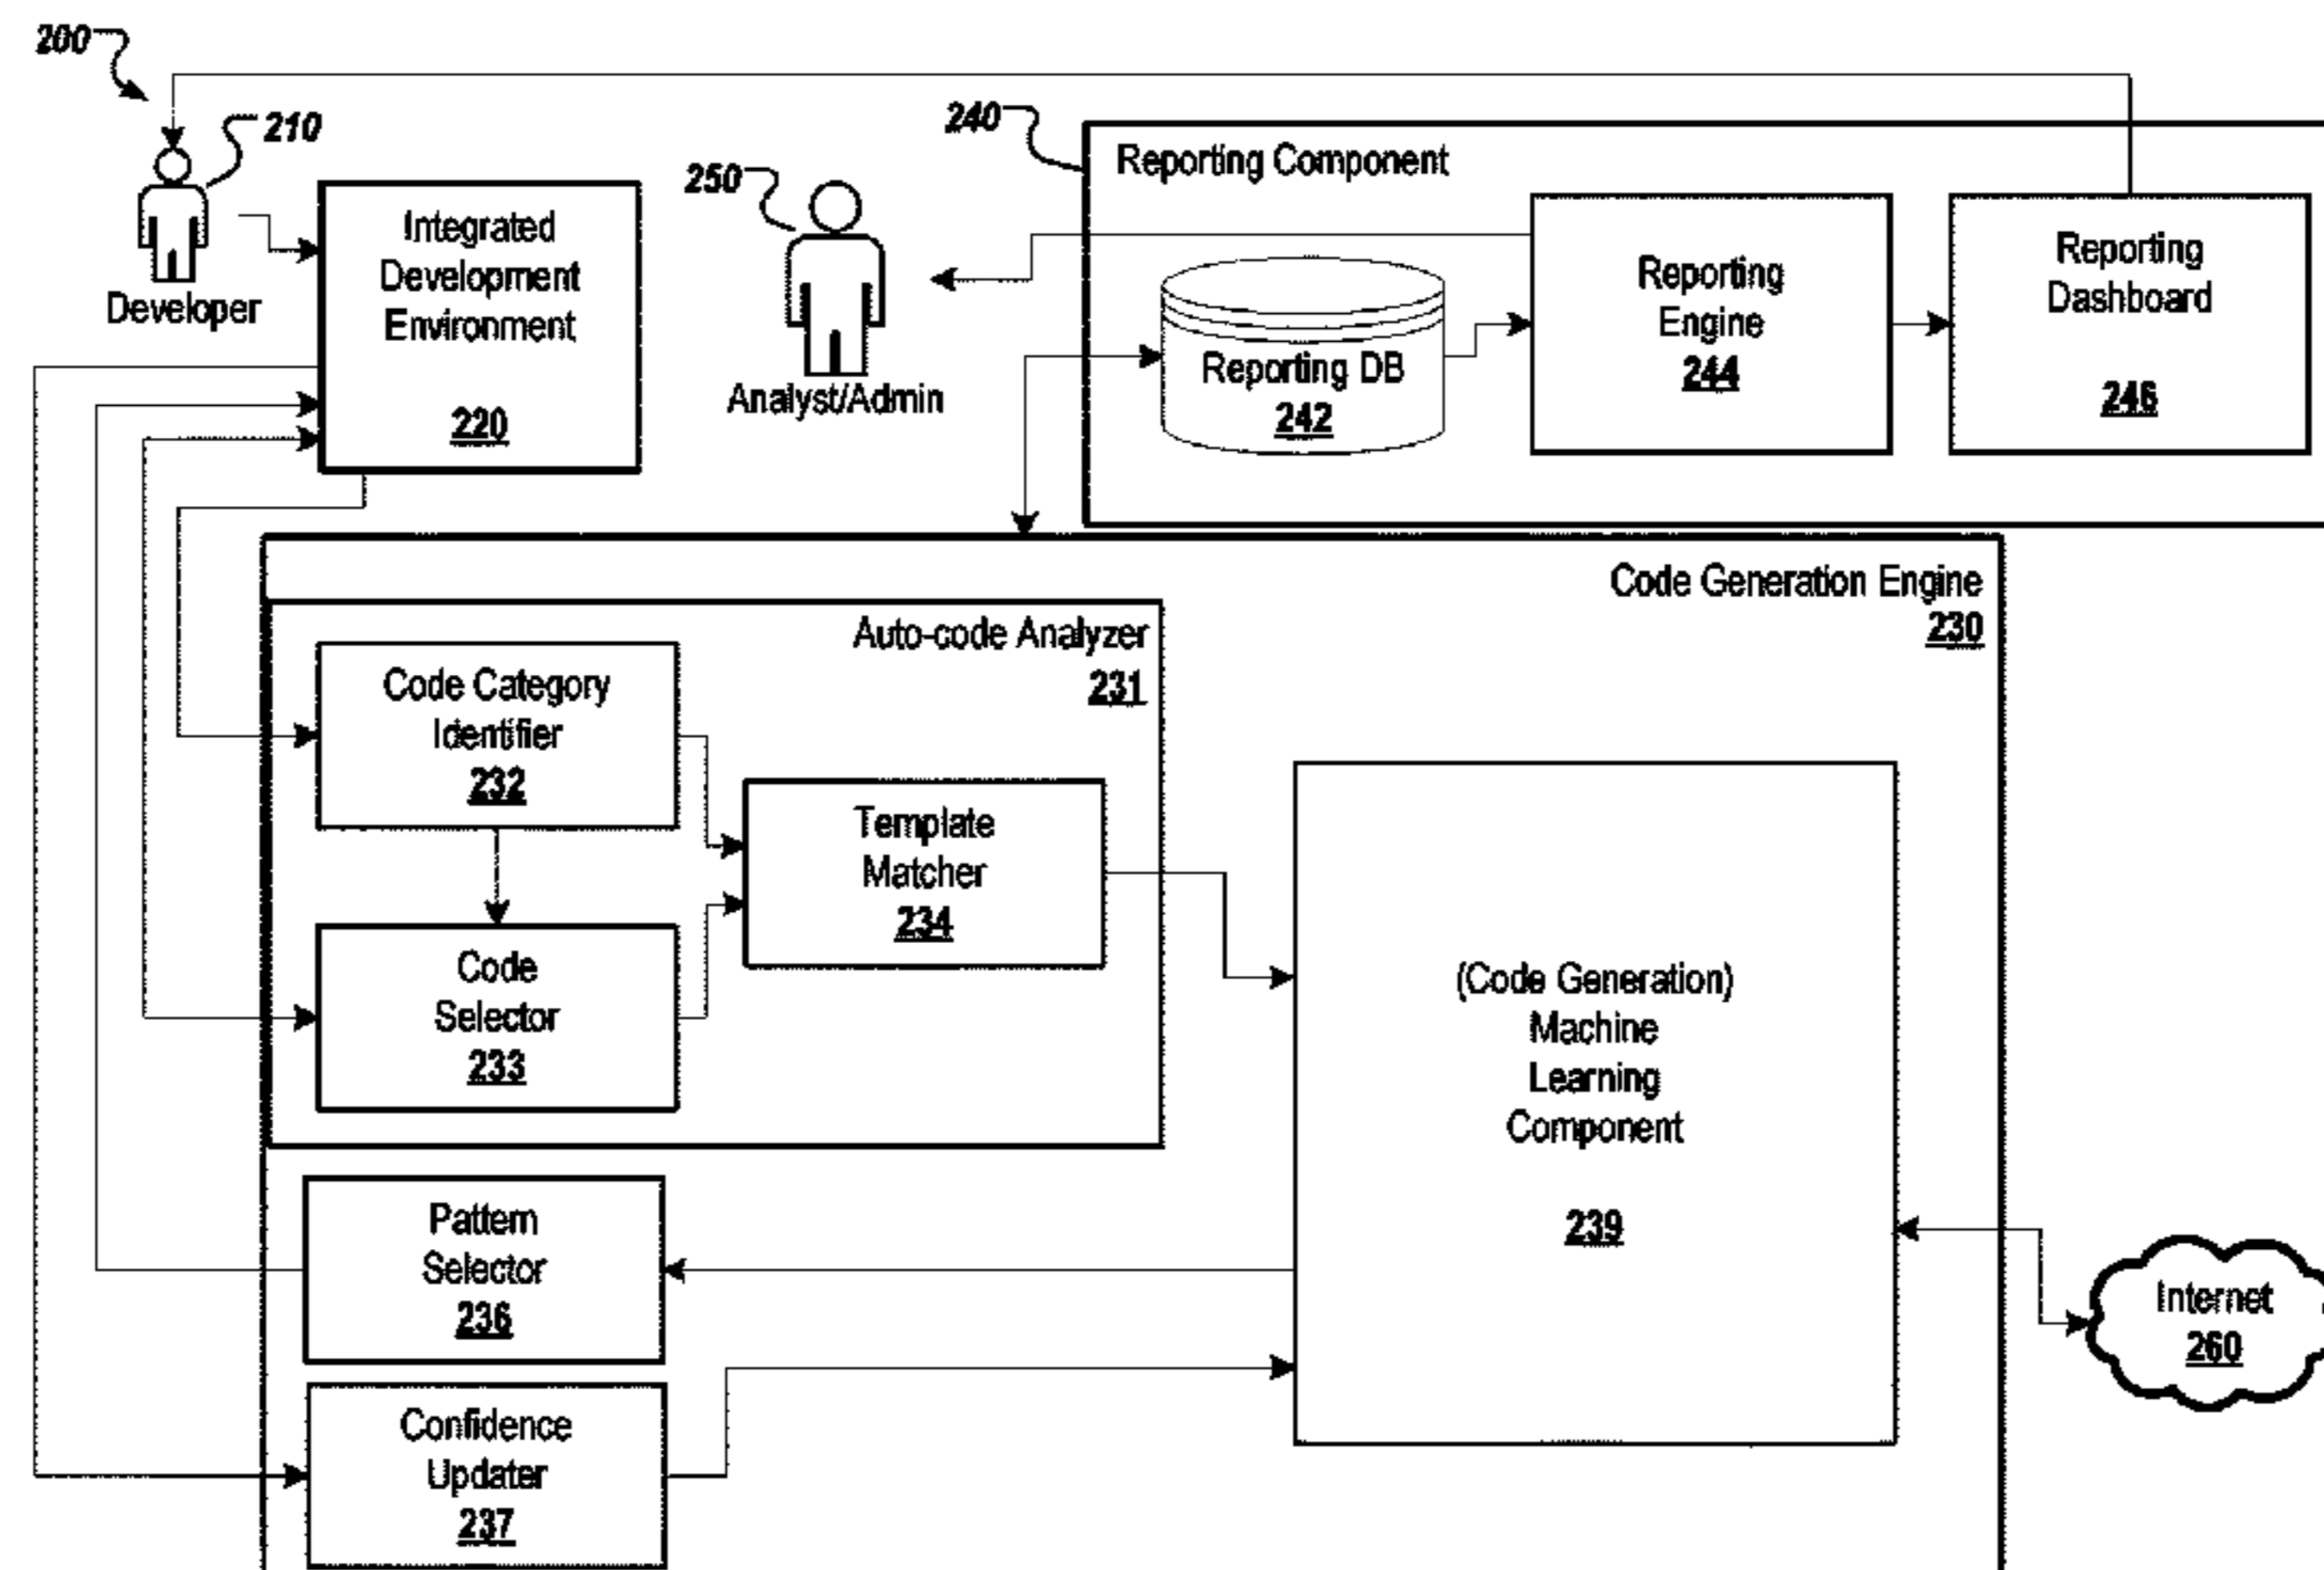 200
210
Developer
Integrated
Development
Environment
220
250
Analyst/Admin
240
Reporting Component
Reporting DB
242
Reporting
Engine
244
Reporting
Dashboard
246
Code Generation Engine
230
Auto-code Analyzer
231
Code Category
Identifier
232
Code
Selector
233
Template
Matcher
234
(Code Generation)
Machine
Learning
Component
239
Pattern
Selector
236
Confidence
Updater
237
Internet
260